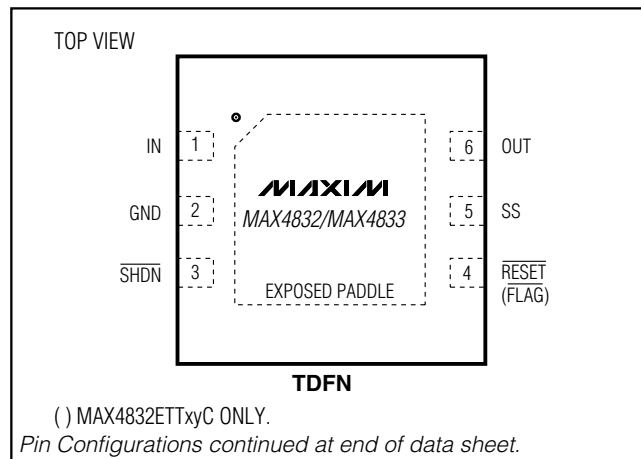 TOP VIEW
IN 1
6 OUT
MAXIM
GND 2
MAX4832/MAX4833
5 SS
SHDN 3
4 RESET
(FLAG)
EXPOSED PADDLE
TDFN
( ) MAX4832ETTxyC ONLY.
Pin Configurations continued at end of data sheet.